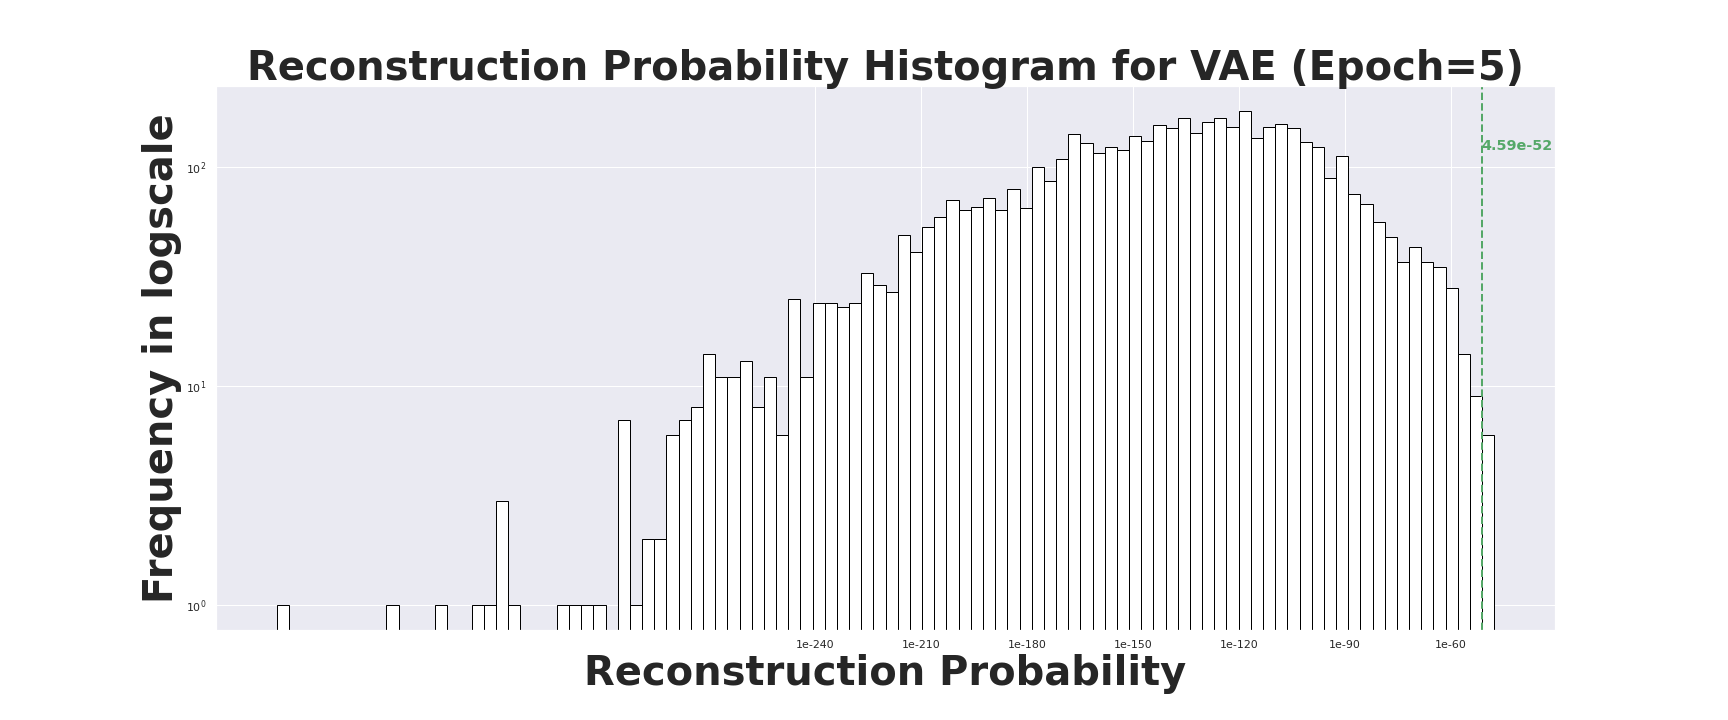 Reconstruction Probability Histogram for VAE (Epoch=5)
Frequency in logscale
10²
10¹
10⁰
4.59e-52
1e-240 1e-210 1e-180 1e-150 1e-120 1e-90 1e-60
Reconstruction Probability